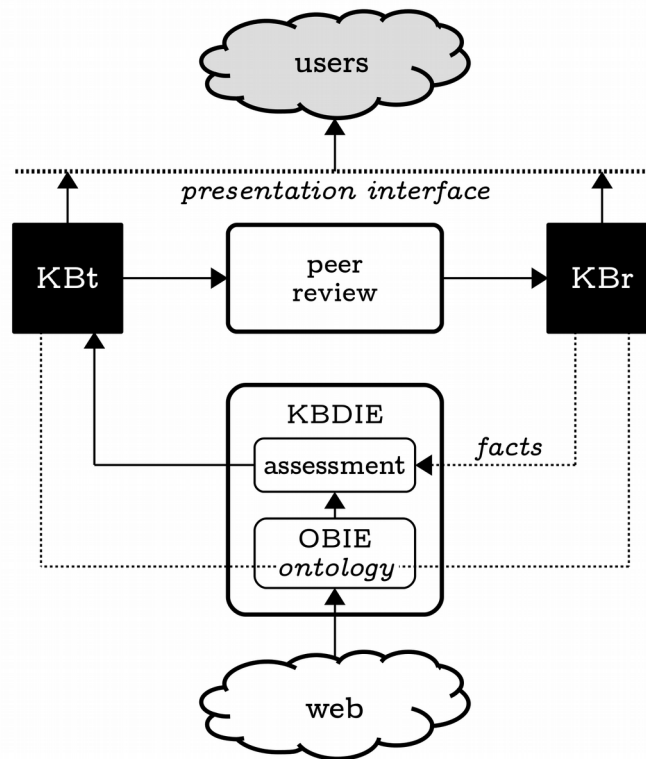 users
presentation interface
KBt
peer
review
KBr
KBDIE
facts
assessment
OBIE
ontology
web